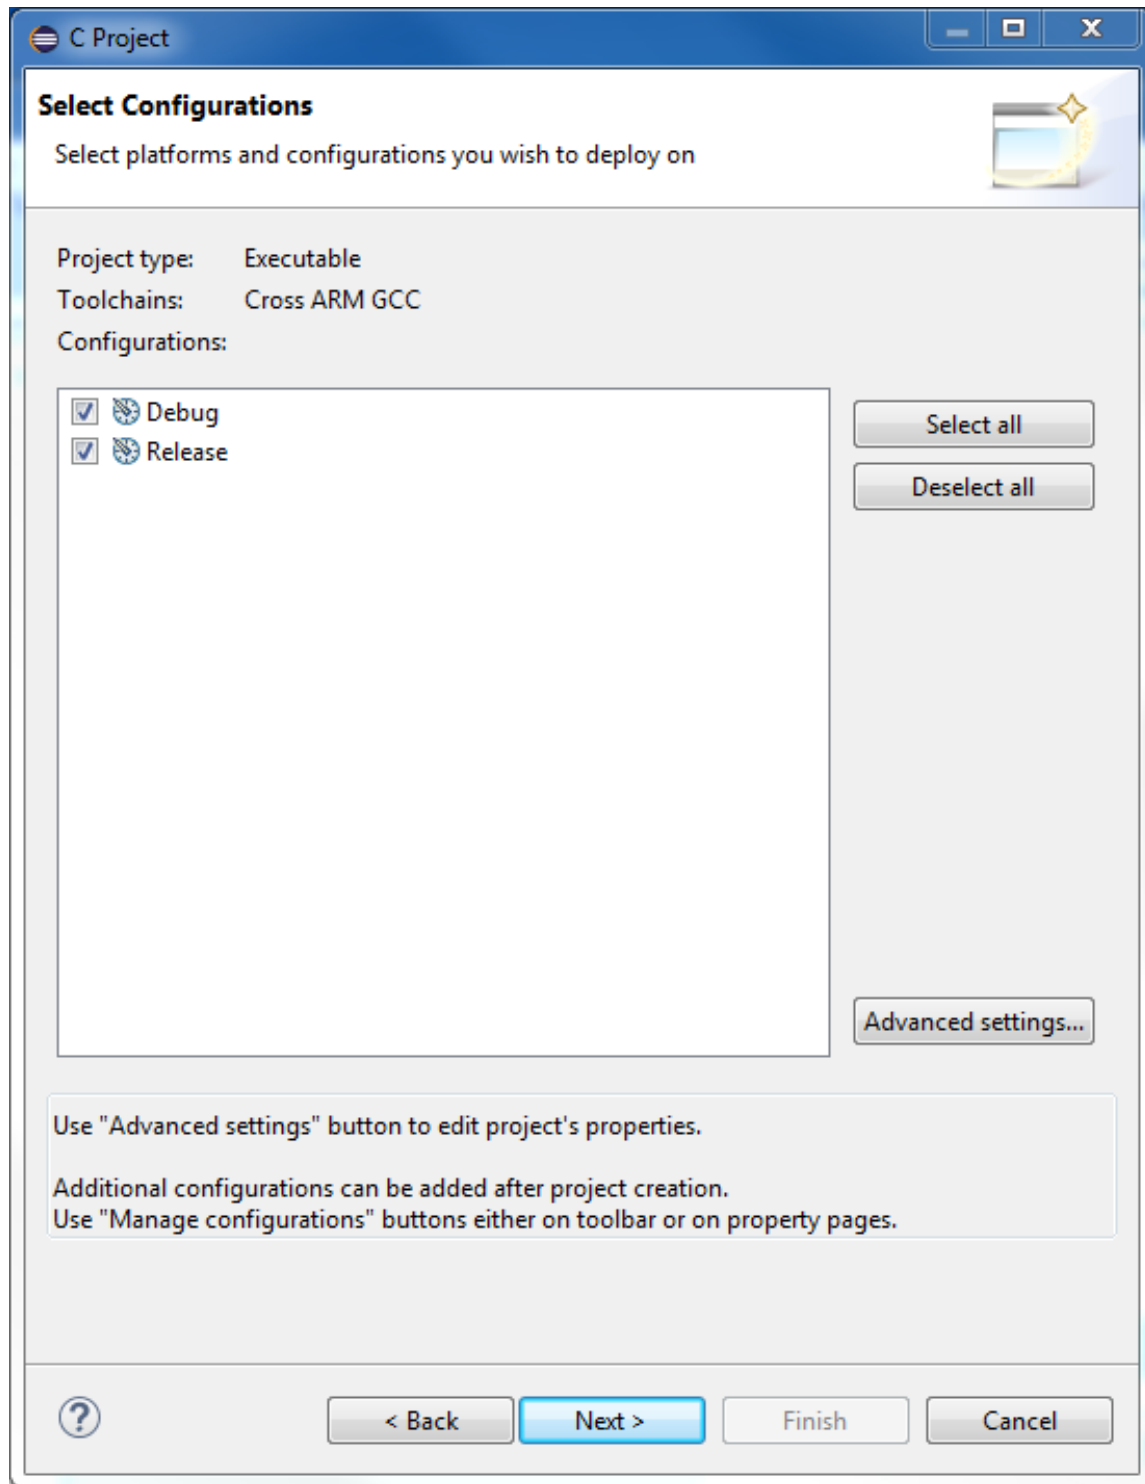 C Project
Select Configurations
Select platforms and configurations you wish to deploy on
Project type: Executable
Toolchains: Cross ARM GCC
Configurations:
Debug
Release
Select all
Deselect all
Advanced settings...
Use "Advanced settings" button to edit project's properties.
Additional configurations can be added after project creation.
Use "Manage configurations" buttons either on toolbar or on property pages.
< Back Next > Finish Cancel